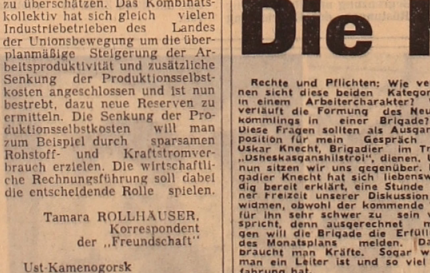 zu überschätzen. Das Kombinats-
kollektiv hat sich gleich vielen
Industriebetrieben des Landes
der Unionsbewegung um die über-
planmäßige Steigerung der Ar-
beitsproduktivität und zusätzliche
Senkung der Produktionsselbst-
kosten angeschlossen und ist nun
bestrebt, dazu neue Reserven zu
ermitteln. Die Senkung der Pro-
duktionsselbstkosten will man
zum Beispiel durch sparsamen
Rohstoff- und Kraftstromver-
brauch erzielen. Die wirtschaftli-
che Rechnungsführung soll dabei
die entscheidende Rolle spielen.
Tamara ROLLHÄUSER,
Korrespondent
der „Freundschaft"
Ust-Kamenogorsk
Die
Rechte und Pflichten: Wie ve
nen sicht diese beiden Kategor
in einem Arbeitercharakter?
verläuft die Formung des Neu
kömmlings in einer Brigade?
Diese Fragen sollten als Ausgan
position für mein Gespräch
Oskar Knecht, Brigadier im Tr
„Osheskasganshilstroi", dienen. U
nun sitzen wir uns gegenüber.
gadier Knecht hat sich liebensw
dig bereit erklärt, eine Stunde
ner Freizeit unserer Diskussion
widmen, obwohl der kommende
für ihn sehr schwer zu sein v
spricht, denn ausgerechnet m
gen will die Brigade die Erfüll
des Monatsplans melden. Da
braucht man Kräfte. Sogar w
man ein Leiter ist und so viel
fahrung hat.